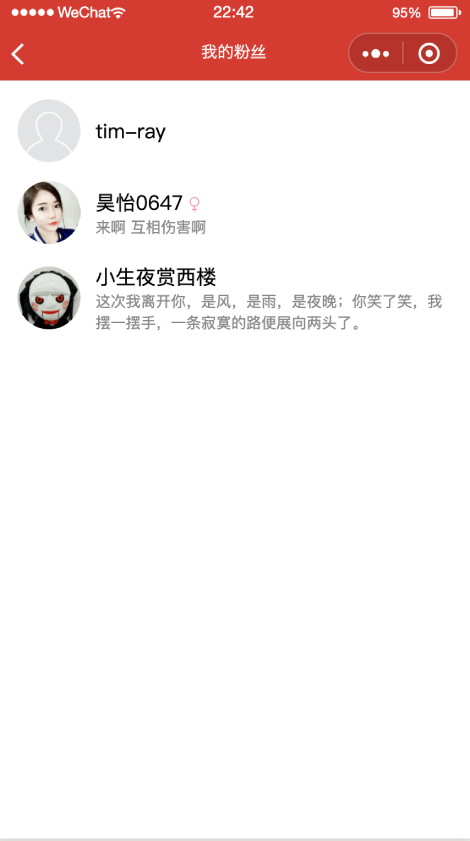 WeChat 22:42 95%
我的粉丝
tim-ray
昊怡0647
来啊 互相伤害啊
小生夜赏西楼
这次我离开你，是风，是雨，是夜晚；你笑了笑，我
摆一摆手，一条寂寞的路便展向两头了。